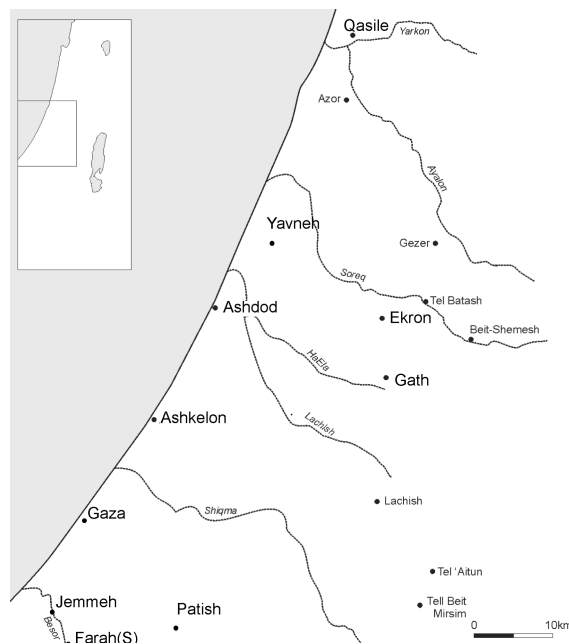 Qasile
Yarkon
Azor
Ayalon
Yavneh
Gezer
Soreq
Tel Batash
Ashdod
Ekron
Beit-Shemesh
HaEla
Gath
Ashkelon
Lachish
Lachish
Shiqma
Gaza
Tel ‘Aitun
Jemmeh
Patish
Tell Beit
Mirsim
Besor
Farah(S)
0 10km